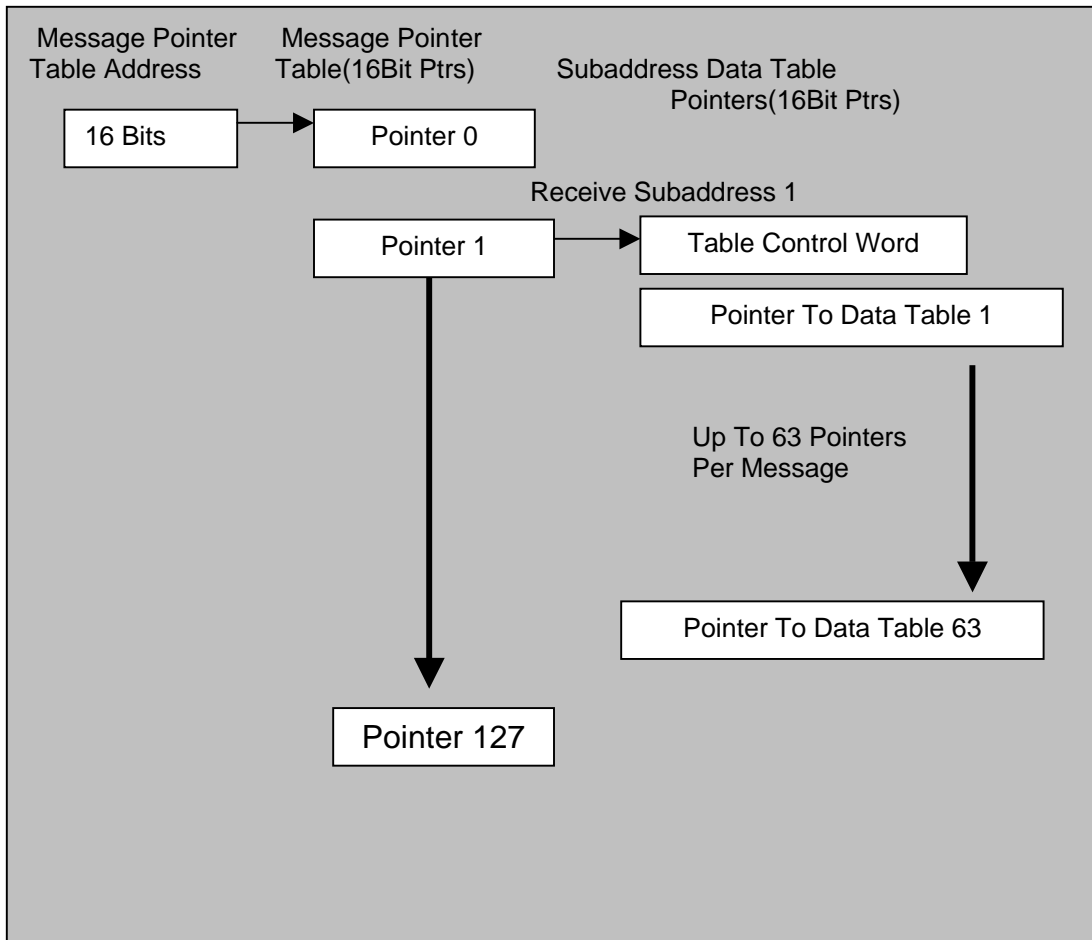 Message Pointer
Table Address
Message Pointer
Table(16Bit Ptrs)
Subaddress Data Table
Pointers(16Bit Ptrs)
16 Bits
Pointer 0
Receive Subaddress 1
Pointer 1
Table Control Word
Pointer To Data Table 1
Up To 63 Pointers
Per Message
Pointer To Data Table 63
Pointer 127